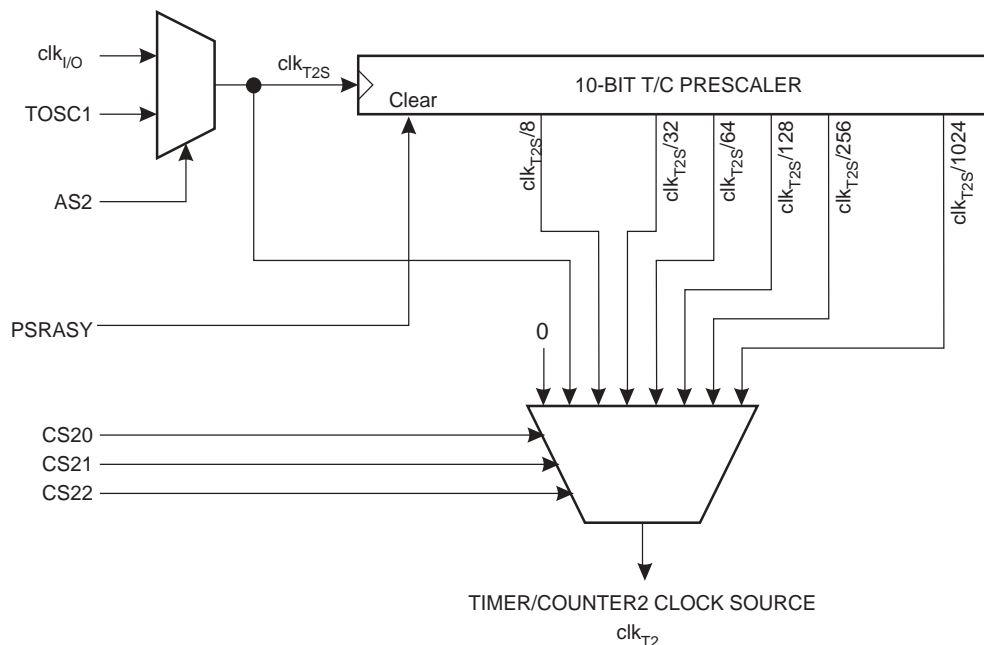 clkI/O
TOSC1
AS2
PSRASY
clkT2S
10-BIT T/C PRESCALER
Clear
clkT2S/8
clkT2S/32
clkT2S/64
clkT2S/128
clkT2S/256
clkT2S/1024
0
CS20
CS21
CS22
TIMER/COUNTER2 CLOCK SOURCE
clkT2